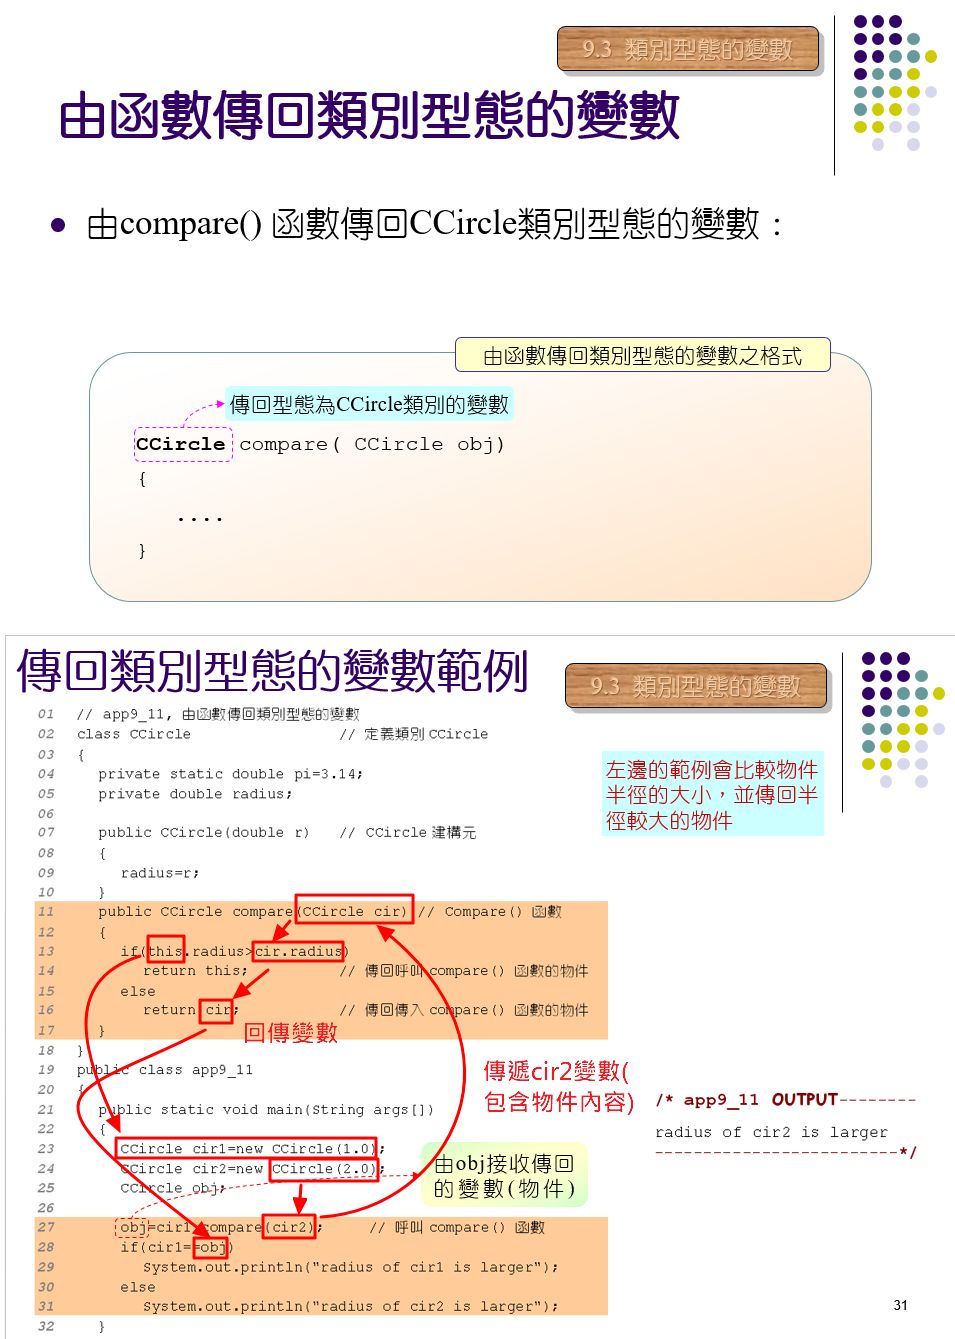 9.3 類別型態的變數
由函數傳回類別型態的變數
由compare() 函數傳回CCircle類別型態的變數：
由函數傳回類別型態的變數之格式
傳回型態為CCircle類別的變數
CCircle compare( CCircle obj)
{
....
}
傳回類別型態的變數範例
9.3 類別型態的變數
01 // app9_11, 由函數傳回類別型態的變數
02 class CCircle // 定義類別 CCircle
03 {
04 private static double pi=3.14;
05 private double radius;
06
07 public CCircle(double r) // CCircle 建構元
08 {
09 radius=r;
10 }
11 public CCircle compare(CCircle cir) // Compare() 函數
12 {
13 if(this.radius>cir.radius)
14 return this; // 傳回呼叫 compare() 函數的物件
15 else
16 return cir; // 傳回傳入 compare() 函數的物件
17 }
18 }
19 public class app9_11
20 {
21 public static void main(String args[])
22 {
23 CCircle cir1=new CCircle(1.0);
24 CCircle cir2=new CCircle(2.0);
25 CCircle obj;
26
27 obj=cir1.compare(cir2); // 呼叫 compare() 函數
28 if(cir1==obj)
29 System.out.println("radius of cir1 is larger");
30 else
31 System.out.println("radius of cir2 is larger");
32 }
左邊的範例會比較物件
半徑的大小，並傳回半
徑較大的物件
回傳變數
傳遞cir2變數(
包含物件內容)
由obj接收傳回
的變數(物件)
/* app9_11 OUTPUT--------
radius of cir2 is larger
-------------------------*/
31